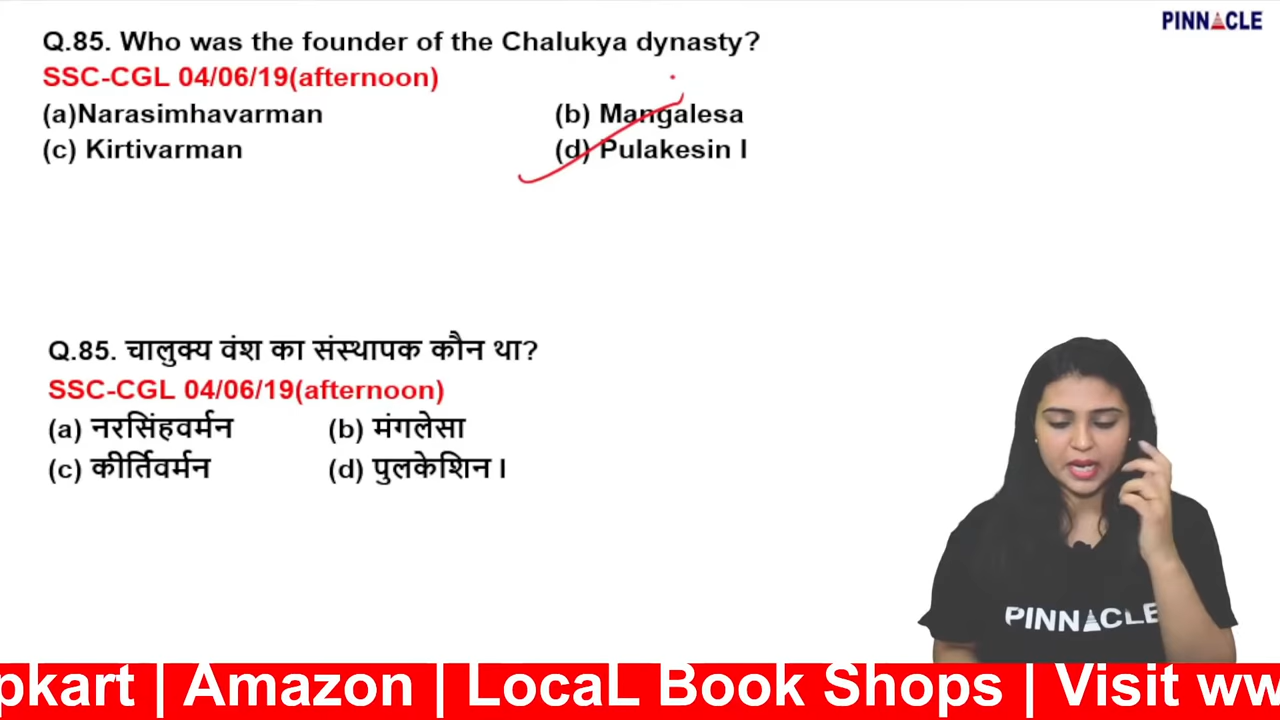 PINNACLE
Q.85. Who was the founder of the Chalukya dynasty?
SSC-CGL 04/06/19(afternoon)
(a)Narasimhavarman (b) Mangalesa
(c) Kirtivarman (d) Pulakesin I
Q.85. चालुक्य वंश का संस्थापक कौन था?
SSC-CGL 04/06/19(afternoon)
(a) नरसिंहवर्मन (b) मंगलेसा
(c) कीर्तिवर्मन (d) पुलकेशिन I
PINNACLE
pkart | Amazon | LocaL Book Shops | Visit ww